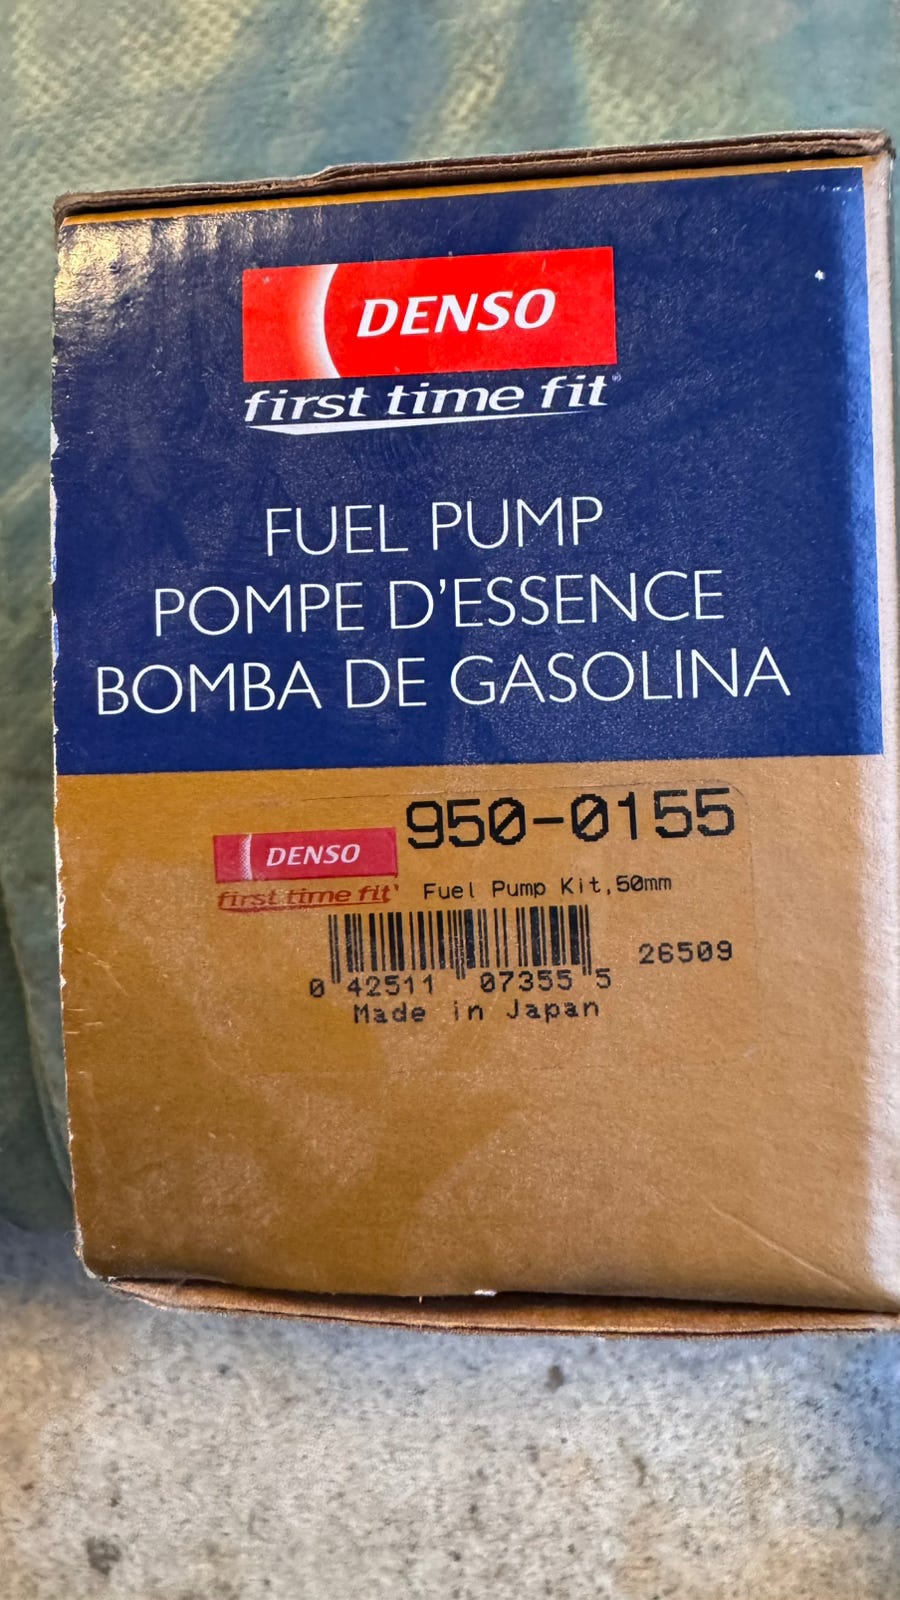 DENSO
first time fit®
FUEL PUMP
POMPE D'ESSENCE
BOMBA DE GASOLINA
950-0155
DENSO
first time fit®
Fuel Pump Kit,50mm
0 42511 07355 5
26509
Made in Japan